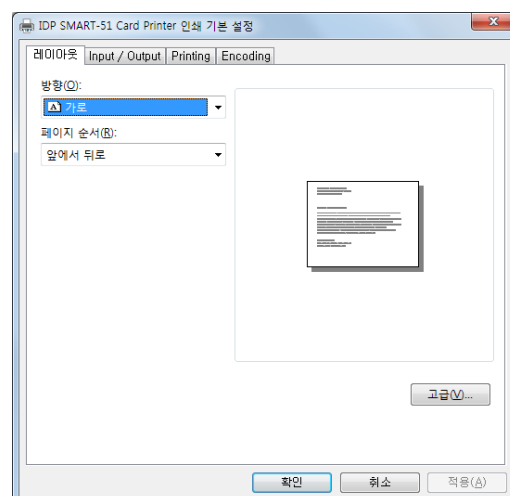 IDP SMART-51 Card Printer 인쇄 기본 설정
레이아웃 Input / Output Printing Encoding
방향(O):
가로
페이지 순서(R):
앞에서 뒤로
고급(V)...
확인 취소 적용(A)